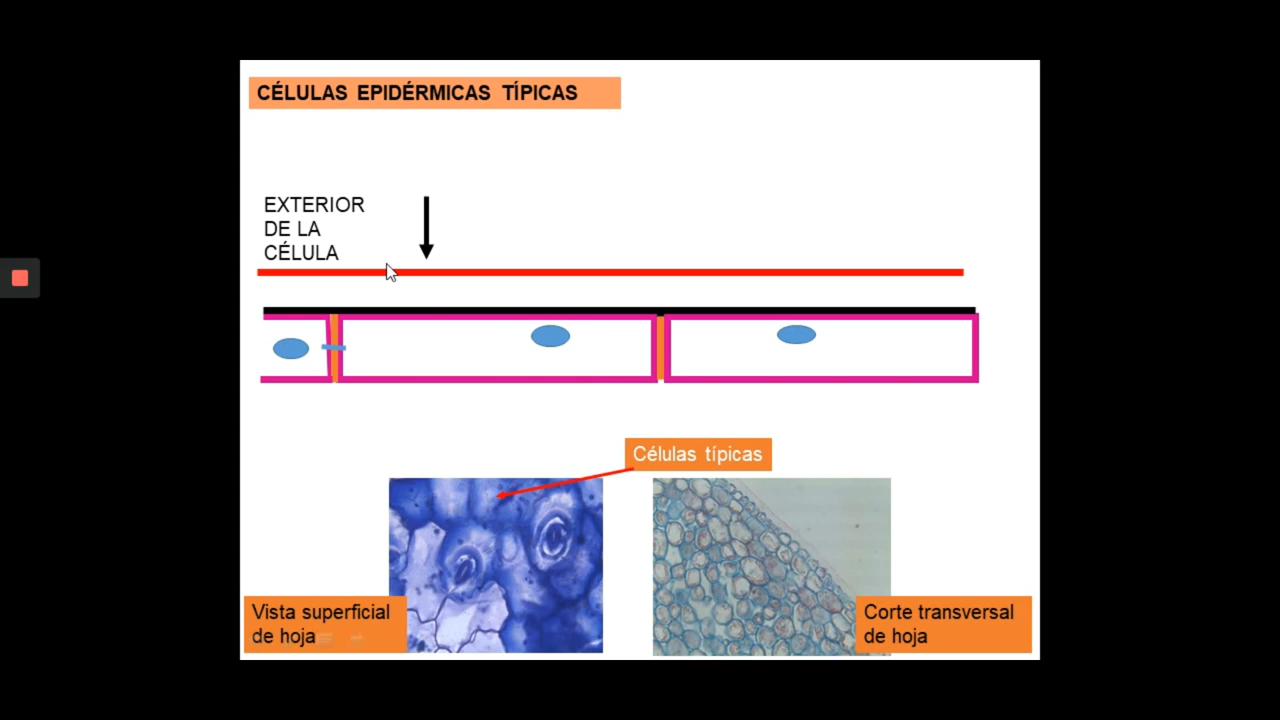 CÉLULAS EPIDÉRMICAS TÍPICAS
EXTERIOR
DE LA
CÉLULA
Células típicas
Vista superficial
de hoja
Corte transversal
de hoja